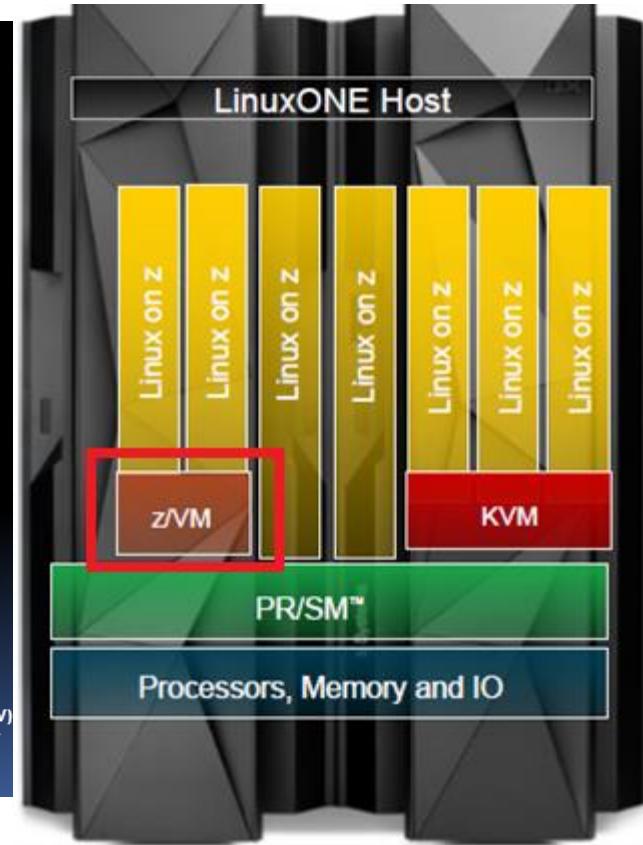 LinuxONE Host
Linux on z
Linux on z
Linux on z
Linux on z
Linux on z
Linux on z
Linux on z
z/VM
KVM
PR/SM™
Processors, Memory and IO
V)